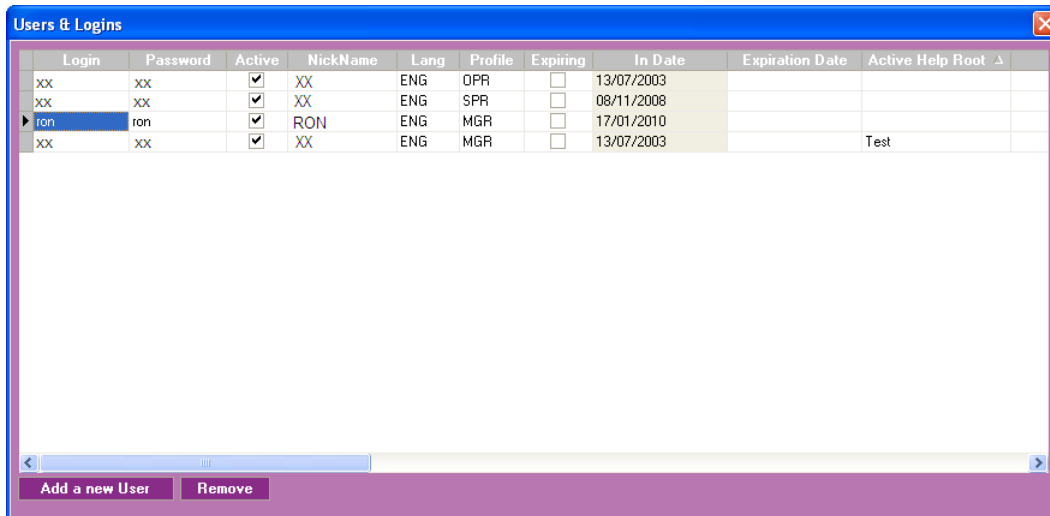 Users & Logins
Login Password Active NickName Lang Profile Expiring In Date Expiration Date Active Help Root
xx xx XX ENG OPR 13/07/2003
xx xx XX ENG SPR 08/11/2008
ron ron RON ENG MGR 17/01/2010
xx xx XX ENG MGR 13/07/2003 Test
Add a new User Remove